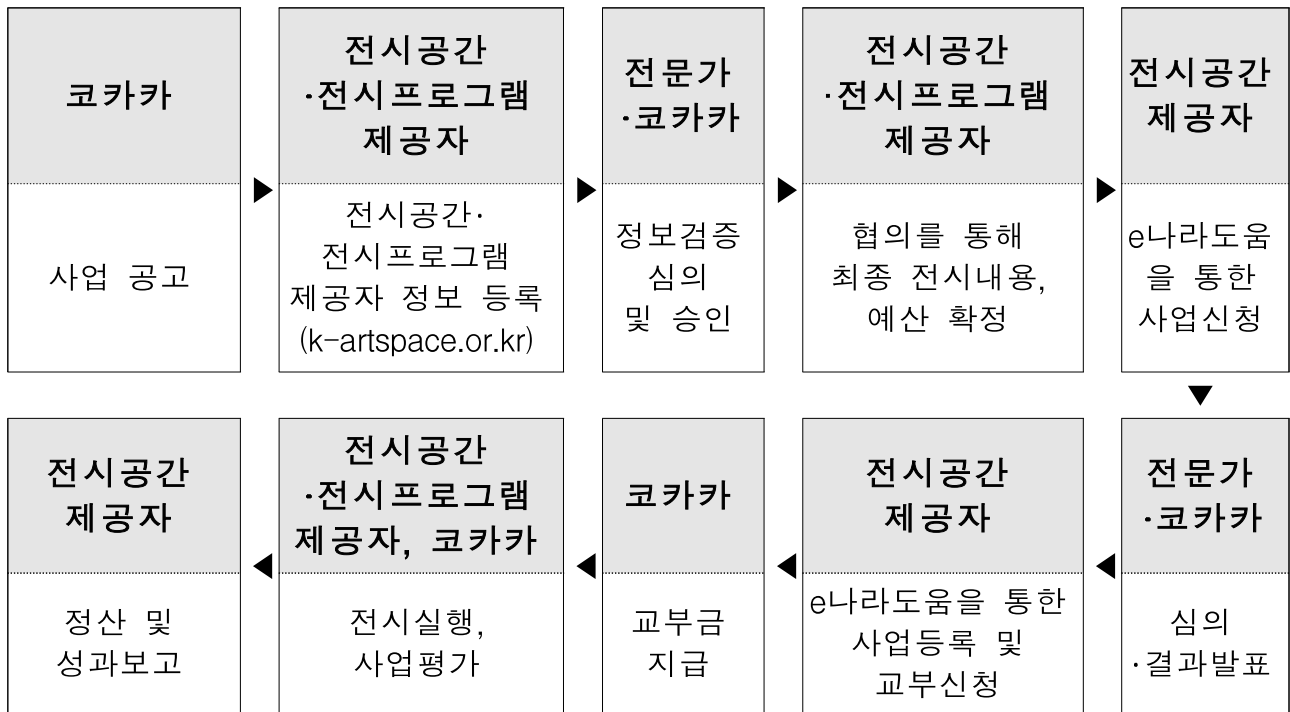 코카카
사업 공고
전시공간
·전시프로그램
제공자
전시공간·
전시프로그램
제공자 정보 등록
(k-artspace.or.kr)
전문가
·코카카
정보검증
심의
및 승인
전시공간
·전시프로그램
제공자
협의를 통해
최종 전시내용,
예산 확정
전시공간
제공자
e나라도움
을 통한
사업신청
전문가
·코카카
심의
·결과발표
전시공간
제공자
e나라도움을 통한
사업등록 및
교부신청
코카카
교부금
지급
전시공간
·전시프로그램
제공자, 코카카
전시실행,
사업평가
전시공간
제공자
정산 및
성과보고